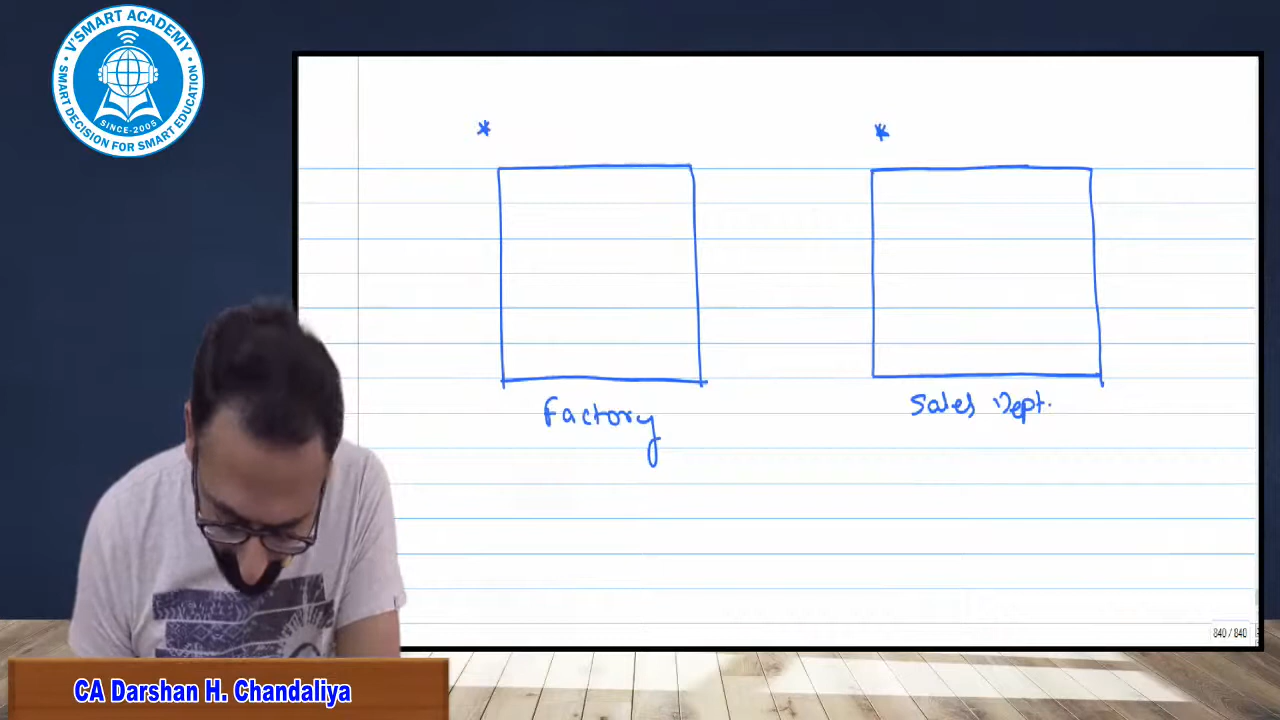 V'SMART ACADEMY
SMART DECISION FOR SMART EDUCATION
SINCE-2005
*
*
Factory
Sales Dept.
840 / 840
CA Darshan H. Chandaliya